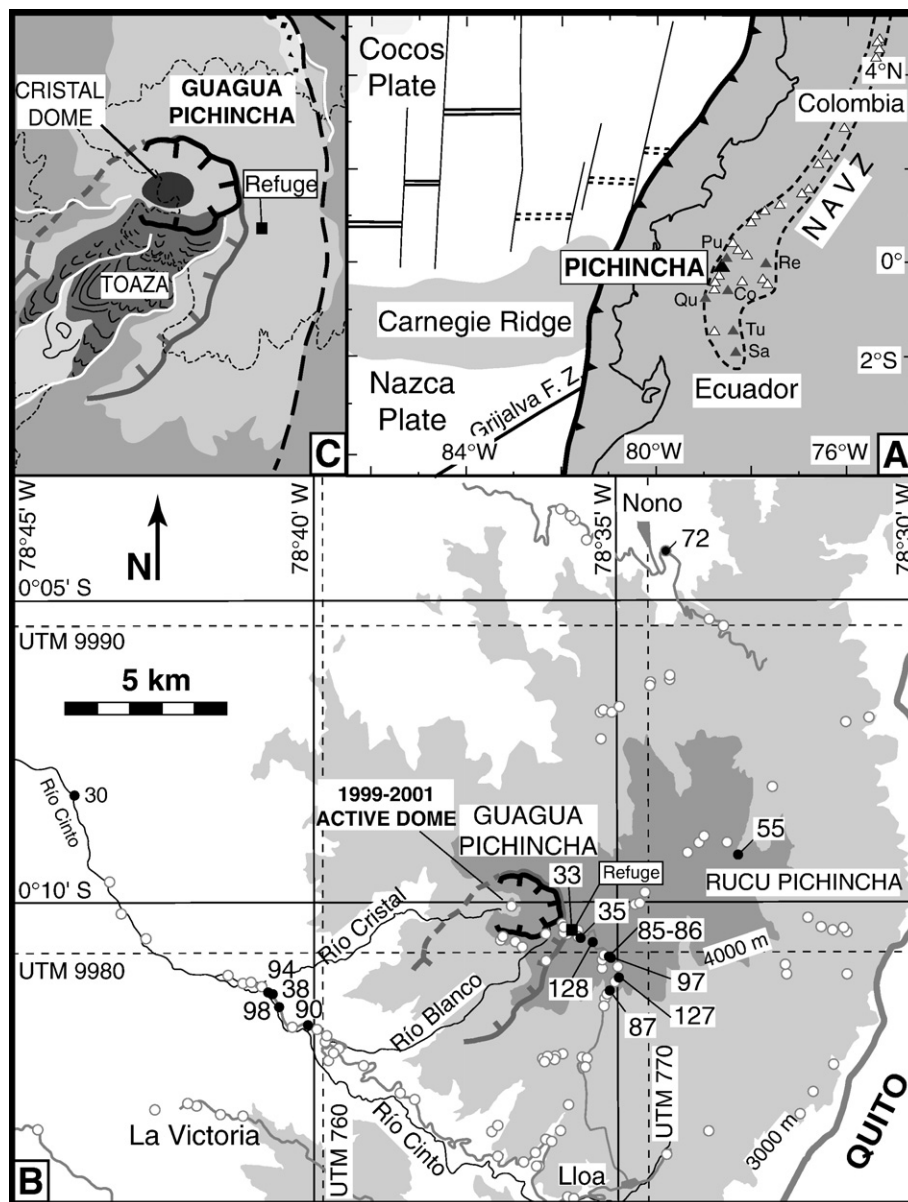 CRISTAL
DOME
GUAGUA
PICHINCHA
Refuge
TOAZA
C
Cocos
Plate
4°N
Colombia
NAVZ
Pu
PICHINCHA
Re
0°
Qu
Co
Carnegie Ridge
Tu
Sa
2°S
Nazca
Plate
Ecuador
Grijalva F. Z.
84°W
80°W
76°W
A
78°45' W
78°40' W
78°35' W
78°30' W
Nono
72
N
0°05' S
UTM 9990
5 km
Río Cinto
30
1999-2001
ACTIVE DOME
GUAGUA
PICHINCHA
55
33
Refuge
RUCU PICHINCHA
0°10' S
35
Río Cristal
85-86
4000 m
UTM 9980
94
38
98
90
Río Blanco
128
97
127
87
UTM 760
UTM 770
QUITO
La Victoria
Río Cinto
3000 m
Lloa
B